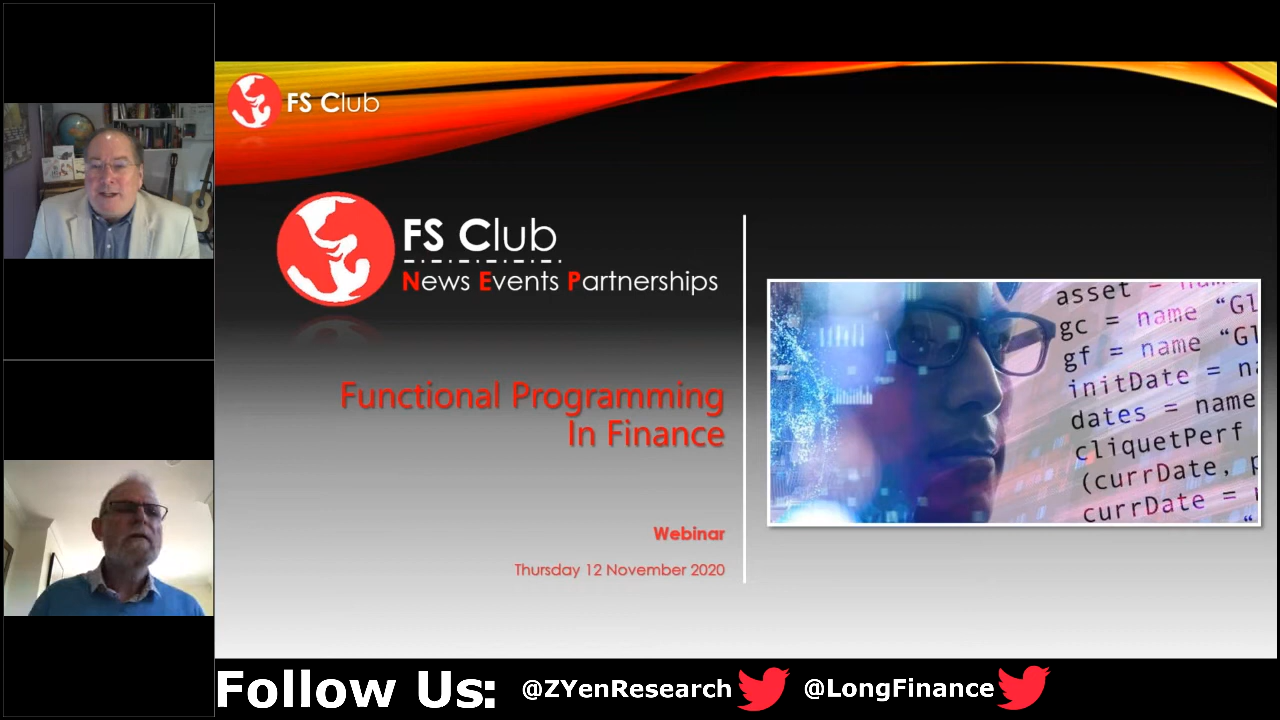 FS Club
FS Club
News Events Partnerships
Functional Programming
In Finance
Webinar
Thursday 12 November 2020
asset =
gc = name "Gl
gf = name "Gl
initDate =
dates = name
cliquetPerf
(currDate,
currDate =
Follow Us: @ZYenResearch @LongFinance